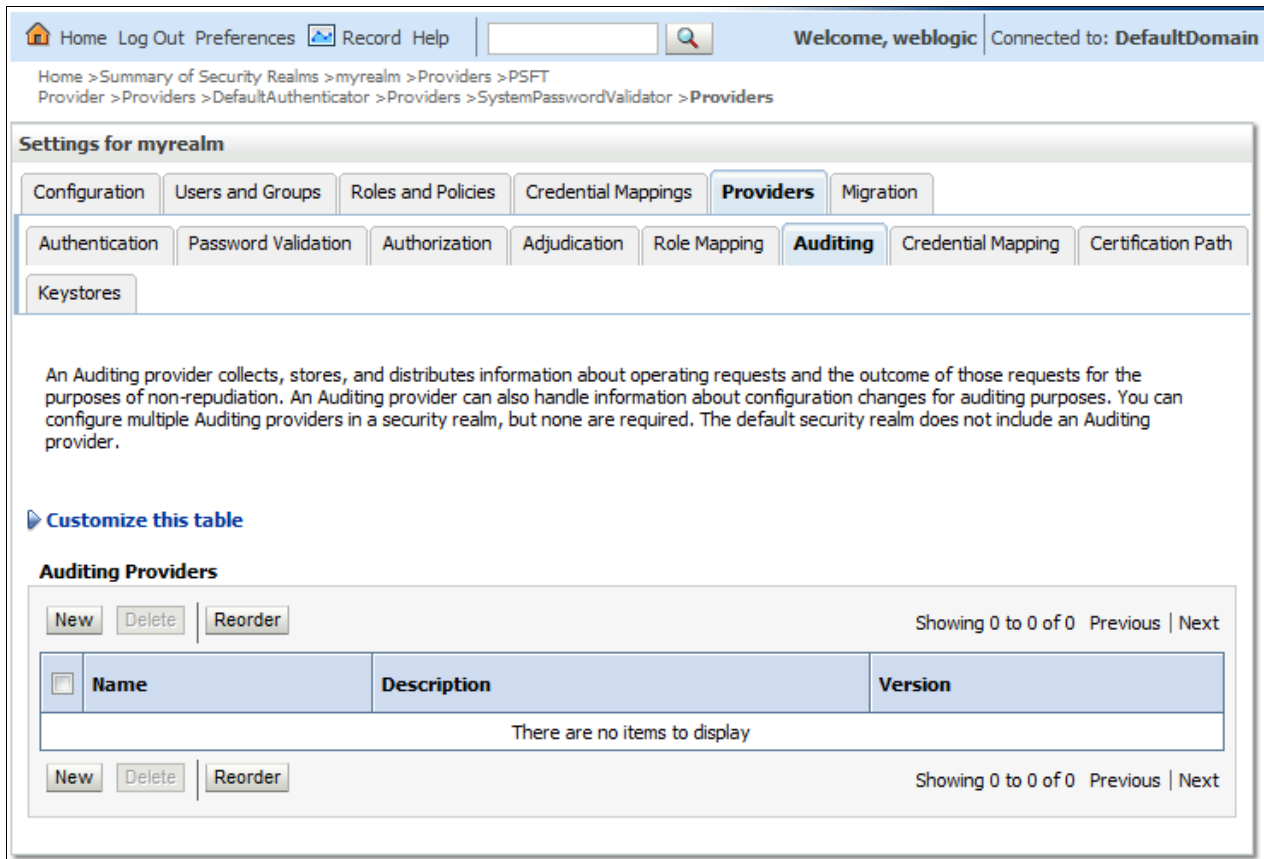 Home Log Out Preferences Record Help Welcome, weblogic Connected to: DefaultDomain
Home >Summary of Security Realms >myrealm >Providers >PSFT
Provider >Providers >DefaultAuthenticator >Providers >SystemPasswordValidator >Providers
Settings for myrealm
Configuration Users and Groups Roles and Policies Credential Mappings Providers Migration
Authentication Password Validation Authorization Adjudication Role Mapping Auditing Credential Mapping Certification Path
Keystores
An Auditing provider collects, stores, and distributes information about operating requests and the outcome of those requests for the
purposes of non-repudiation. An Auditing provider can also handle information about configuration changes for auditing purposes. You can
configure multiple Auditing providers in a security realm, but none are required. The default security realm does not include an Auditing
provider.
Customize this table
Auditing Providers
New Delete Reorder Showing 0 to 0 of 0 Previous | Next
Name Description Version
There are no items to display
New Delete Reorder Showing 0 to 0 of 0 Previous | Next